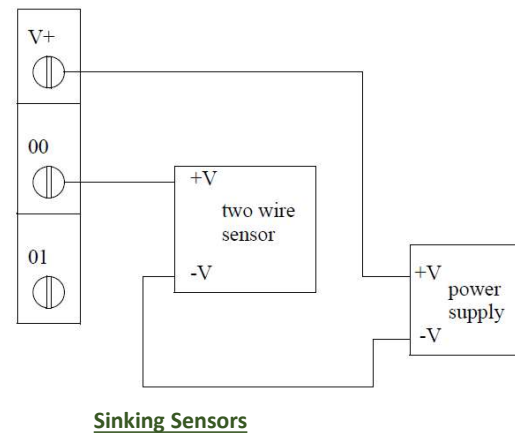 V+
00
+V
two wire
sensor
01
-V
+V
power
supply
-V
Sinking Sensors